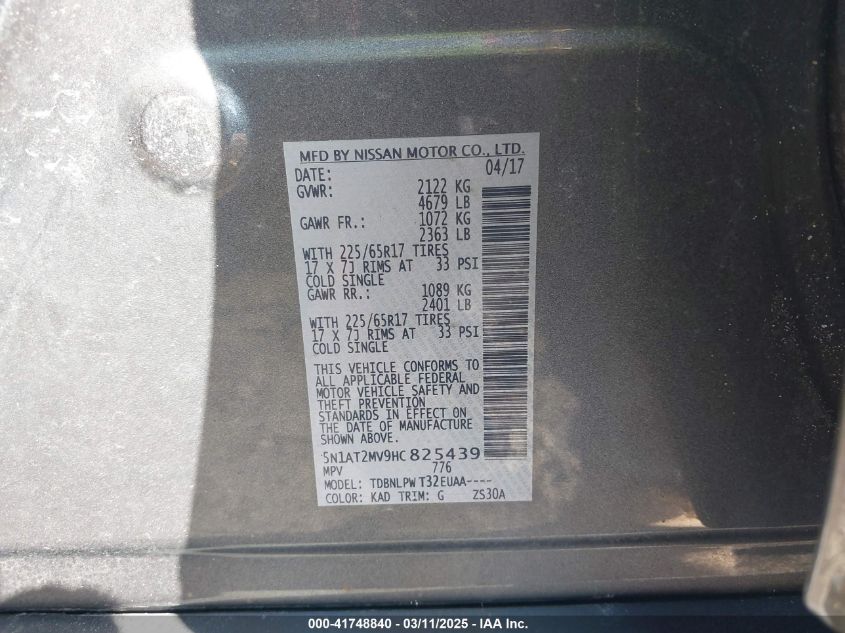 MFD BY NISSAN MOTOR CO., LTD.
DATE: 04/17
GVWR: 2122 KG
4679 LB
GAWR FR.: 1072 KG
2363 LB
WITH 225/65R17 TIRES
17 X 7J RIMS AT 33 PSI
COLD SINGLE
GAWR RR.: 1089 KG
2401 LB
WITH 225/65R17 TIRES
17 X 7J RIMS AT 33 PSI
COLD SINGLE
THIS VEHICLE CONFORMS TO
ALL APPLICABLE FEDERAL
MOTOR VEHICLE SAFETY AND
THEFT PREVENTION
STANDARDS IN EFFECT ON
THE DATE OF MANUFACTURE
SHOWN ABOVE.
5N1AT2MV9HC825439
MPV 776
MODEL: TDBNLPW T32EUAA----
COLOR: KAD TRIM: G ZS30A
000-41748840 - 03/11/2025 - IAA Inc.